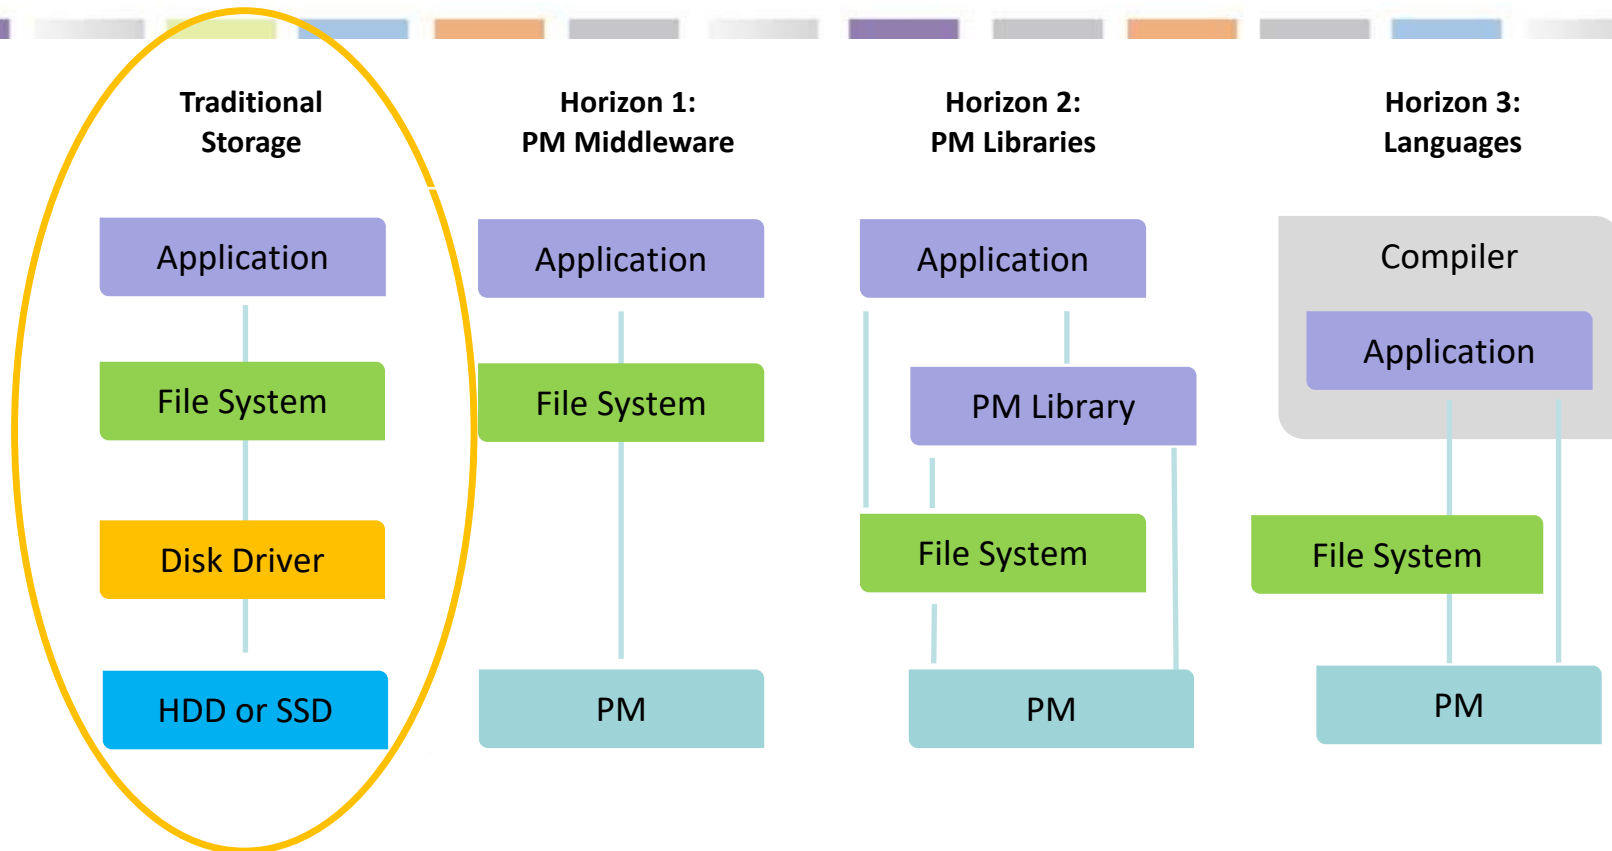 Traditional
Storage
Application
File System
Disk Driver
HDD or SSD
Horizon 1:
PM Middleware
Application
File System
PM
Horizon 2:
PM Libraries
Application
PM Library
File System
PM
Horizon 3:
Languages
Compiler
Application
File System
PM